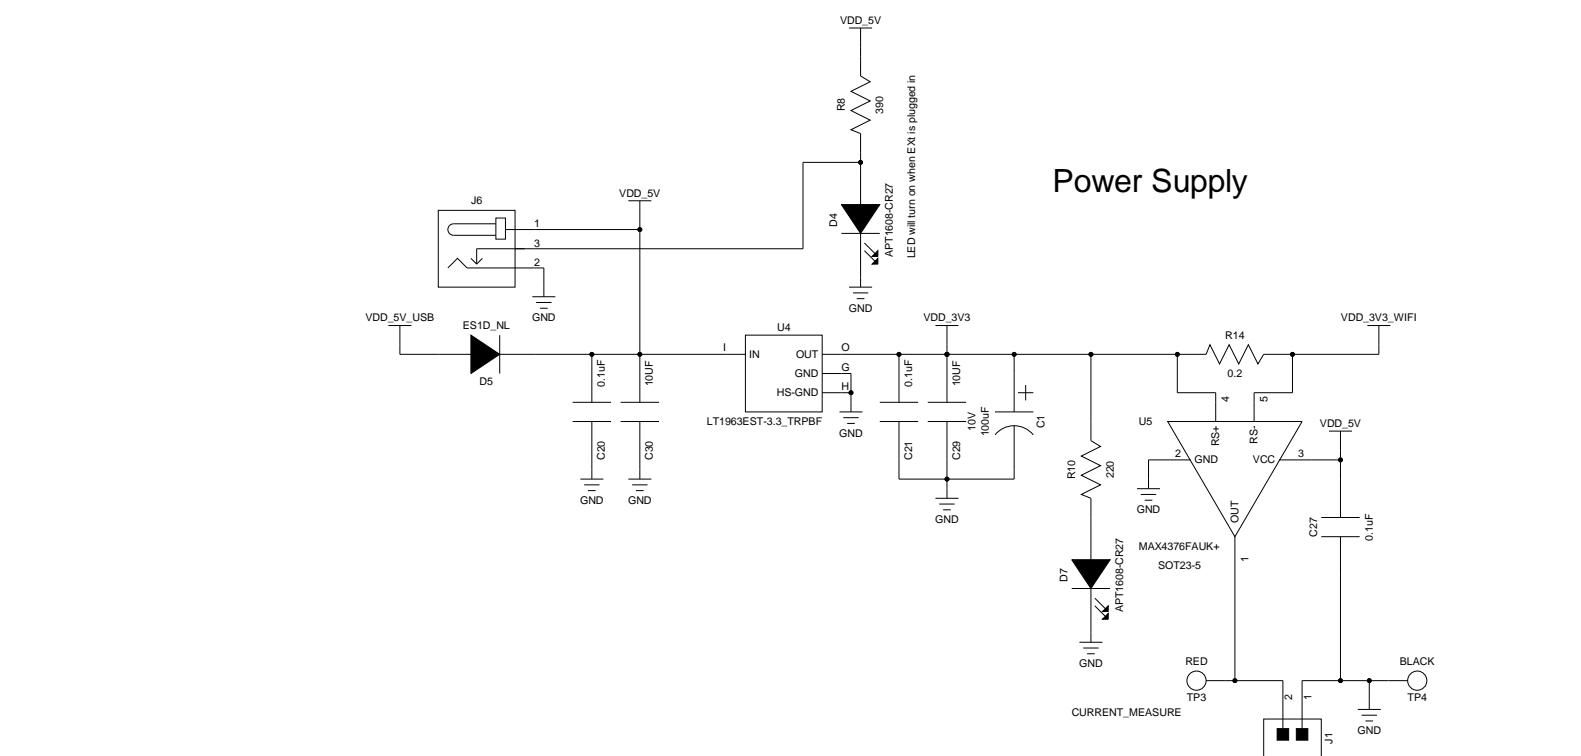 VDD_5V
R8
390
LED will turn on when EXt is plugged in
D4
APT1608-CR27
GND
Power Supply
J6
1
3
2
GND
VDD_5V
VDD_5V_USB
ES1D_NL
D5
0.1uF
C20
GND
10UF
C30
GND
U4
I
IN
OUT
O
GND
G
HS-GND
H
LT1963EST-3.3_TRPBF
GND
VDD_3V3
0.1uF
C21
10UF
C29
10V
100uF
C1
GND
R10
220
D7
APT1608-CR27
GND
R14
0.2
VDD_3V3_WIFI
4
5
U5
RS+
RS-
2
GND
VCC
3
VDD_5V
GND
OUT
1
MAX4376FAUK+
SOT23-5
C27
0.1uF
RED
TP3
BLACK
TP4
CURRENT_MEASURE
2
1
J1
GND